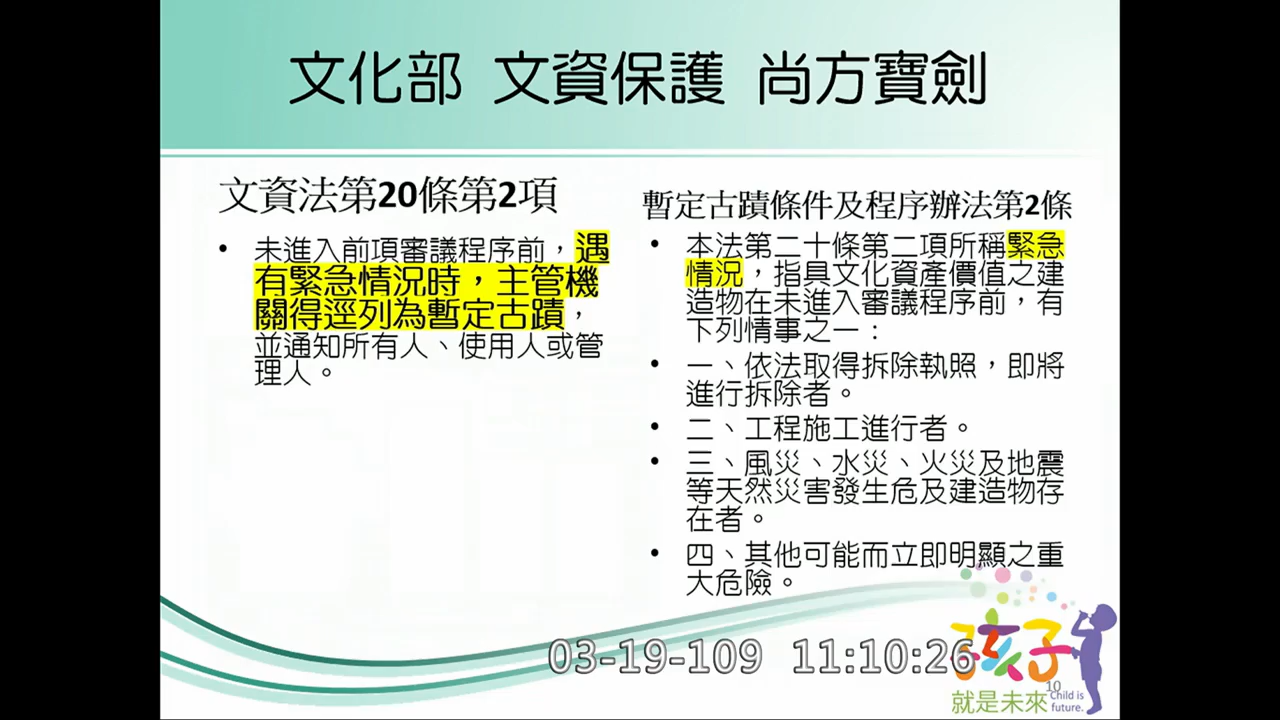 文化部 文資保護 尚方寶劍
文資法第20條第2項
• 未進入前項審議程序前，遇
有緊急情況時，主管機
關得逕列為暫定古蹟，
並通知所有人、使用人或管
理人。
暫定古蹟條件及程序辦法第2條
• 本法第二十條第二項所稱緊急
情況，指具文化資產價值之建
造物在未進入審議程序前，有
下列情事之一：
• 一、依法取得拆除執照，即將
進行拆除者。
• 二、工程施工進行者。
• 三、風災、水災、火災及地震
等天然災害發生危及建造物存
在者。
• 四、其他可能而立即明顯之重
大危險。
03-19-109 11:10:26
孩子
就是未來 Child is
future.
10